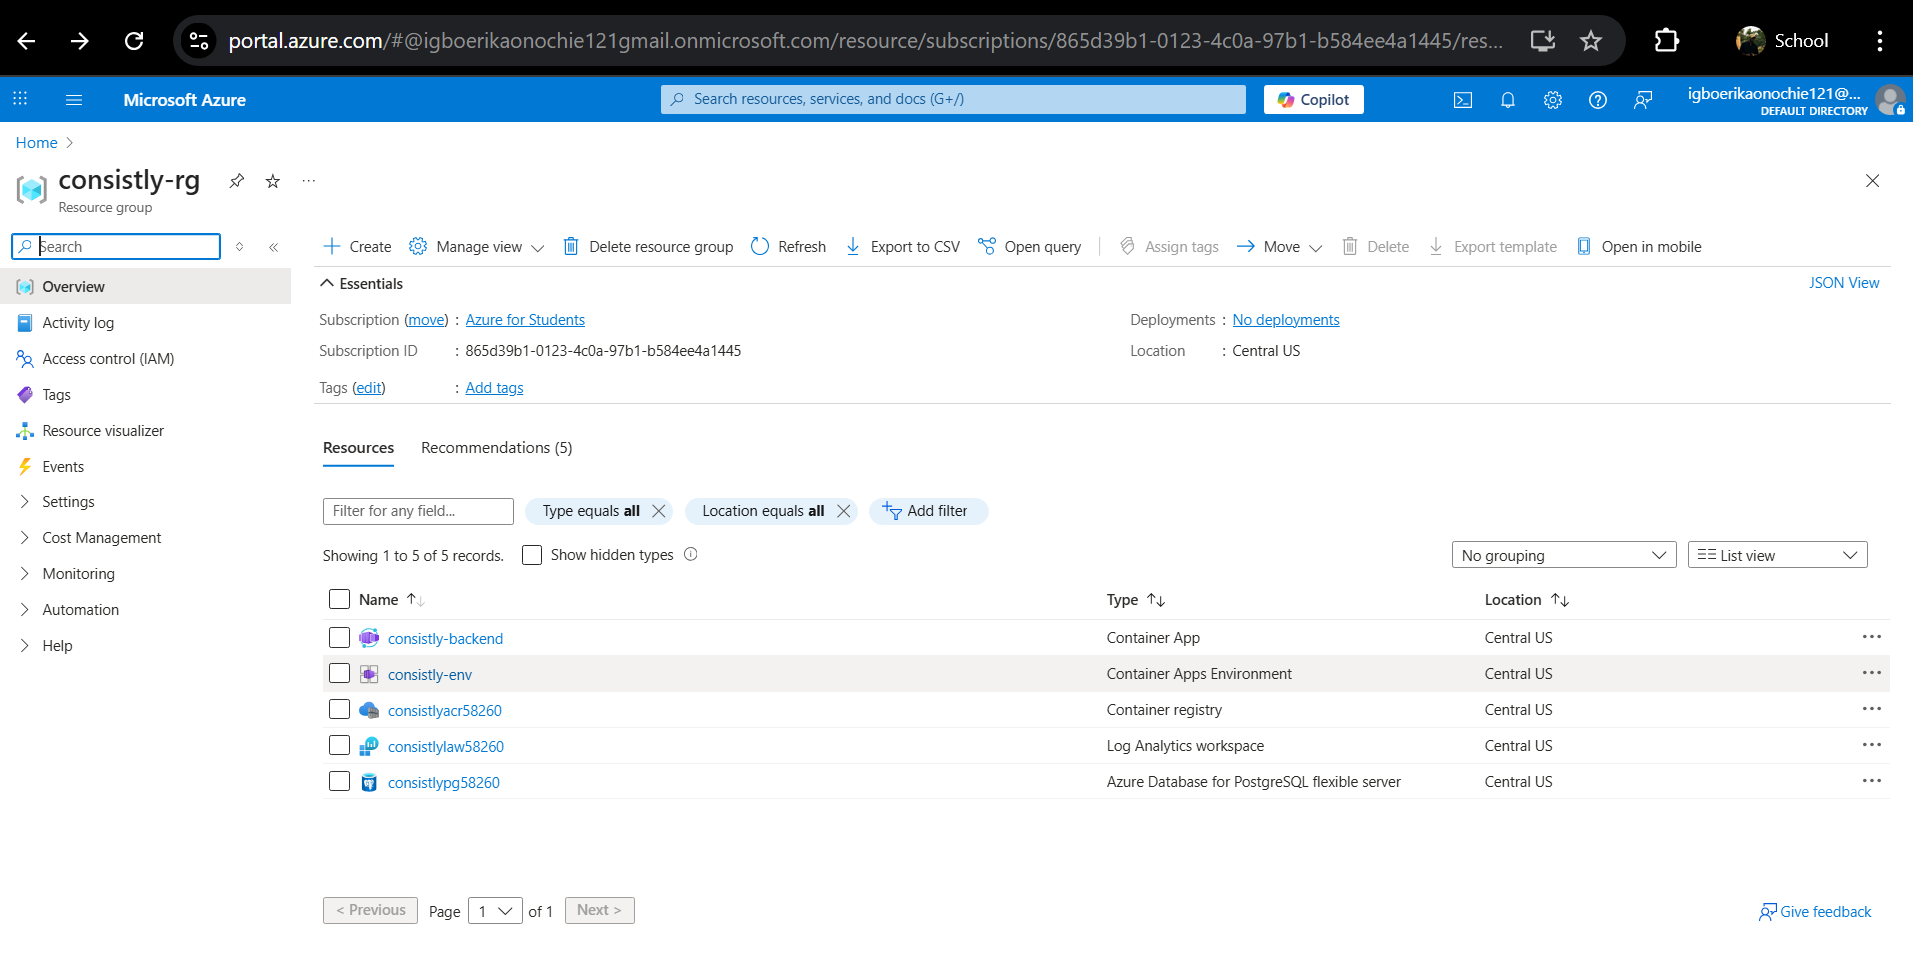 portal.azure.com/#@igboerikaonochie121gmail.onmicrosoft.com/resource/subscriptions/865d39b1-0123-4c0a-97b1-b584ee4a1445/res...
School
Microsoft Azure
Search resources, services, and docs (G+/)
Copilot
igboerikaonochie121@...
DEFAULT DIRECTORY
Home
consistly-rg
Resource group
Search
Create
Manage view
Delete resource group
Refresh
Export to CSV
Open query
Assign tags
Move
Delete
Export template
Open in mobile
Overview
Activity log
Access control (IAM)
Tags
Resource visualizer
Events
Settings
Cost Management
Monitoring
Automation
Help
Essentials
JSON View
Subscription (move) : Azure for Students
Deployments : No deployments
Subscription ID : 865d39b1-0123-4c0a-97b1-b584ee4a1445
Location : Central US
Tags (edit) : Add tags
Resources
Recommendations (5)
Filter for any field...
Type equals all
Location equals all
Add filter
Showing 1 to 5 of 5 records.
Show hidden types
No grouping
List view
Name Type Location
consistly-backend Container App Central US
consistly-env Container Apps Environment Central US
consistlyacr58260 Container registry Central US
consistlylaw58260 Log Analytics workspace Central US
consistlypg58260 Azure Database for PostgreSQL flexible server Central US
< Previous Page 1 of 1 Next >
Give feedback